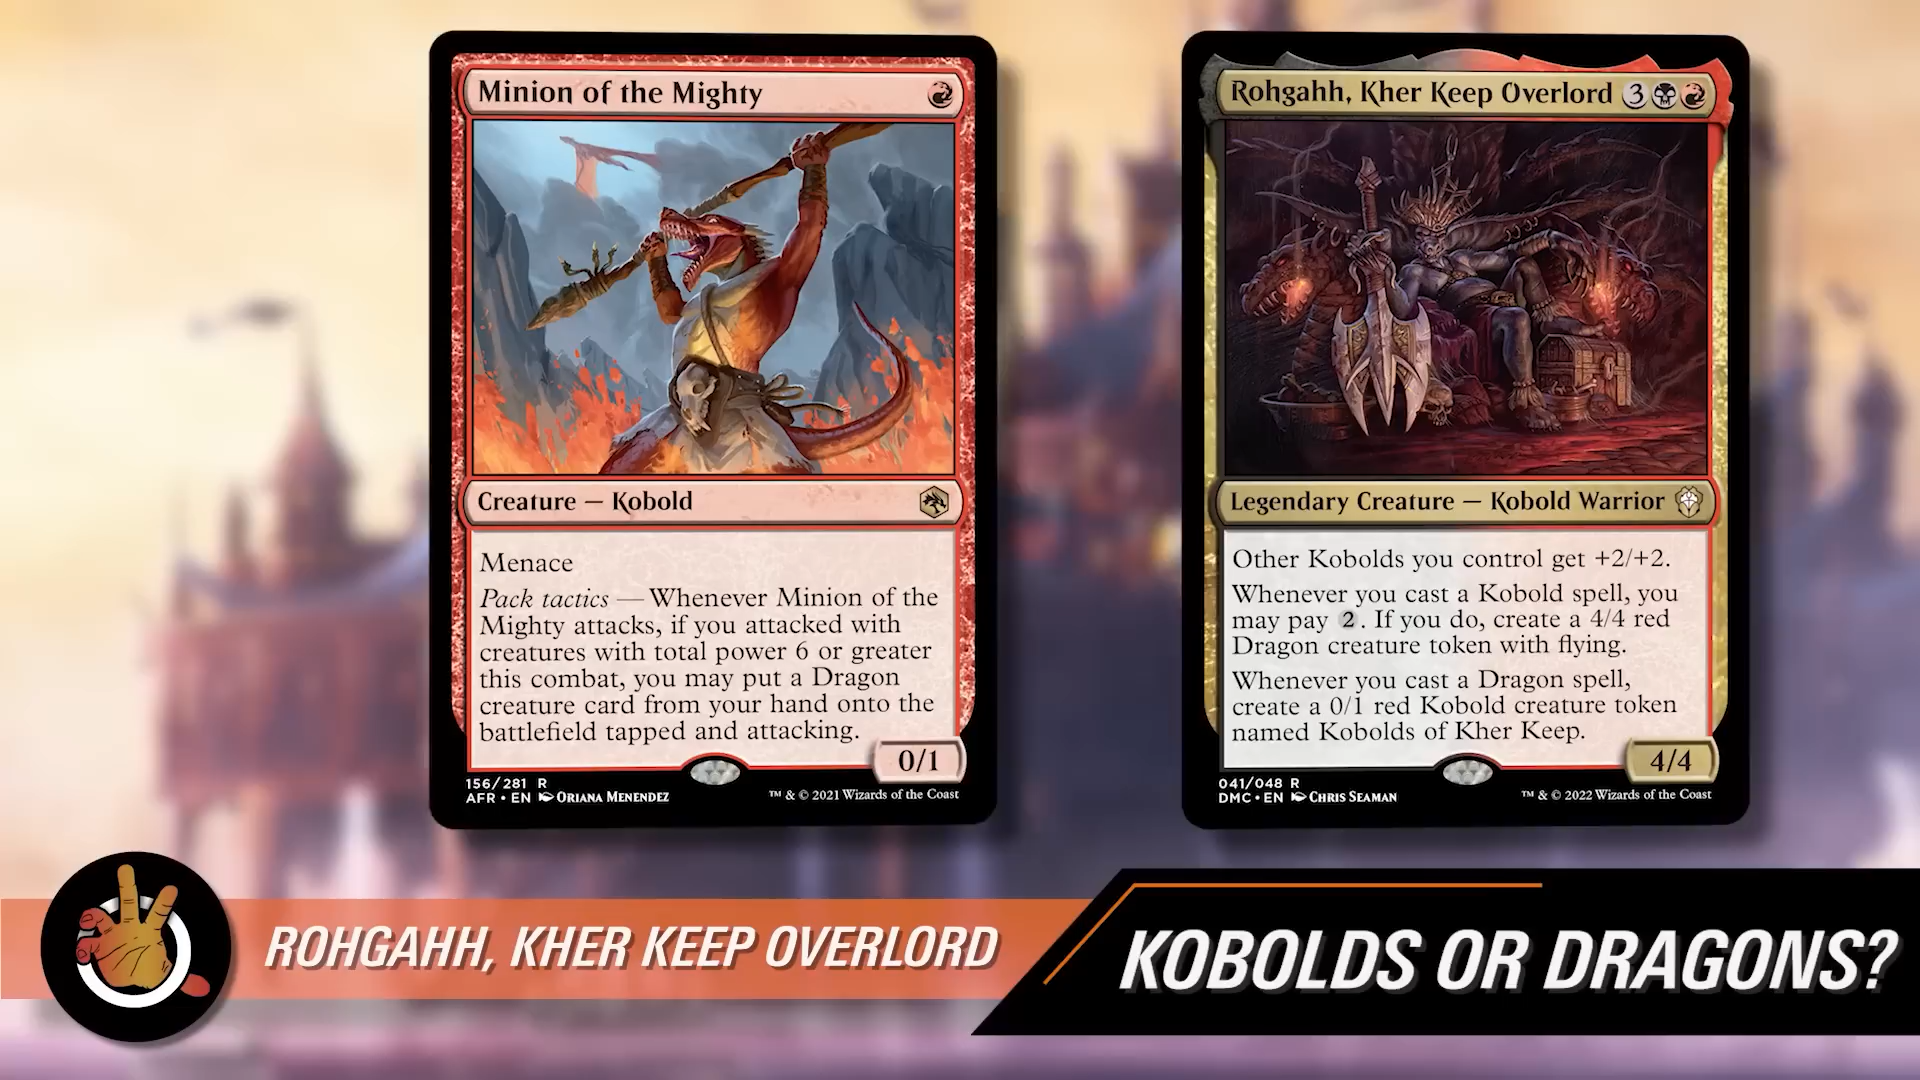 Minion of the Mighty
Creature — Kobold
Menace
Pack tactics — Whenever Minion of the
Mighty attacks, if you attacked with
creatures with total power 6 or greater
this combat, you may put a Dragon
creature card from your hand onto the
battlefield tapped and attacking.
0/1
156/281 R
AFR • EN Oriana Menendez
™ & © 2021 Wizards of the Coast
Rohgahh, Kher Keep Overlord 3
Legendary Creature — Kobold Warrior
Other Kobolds you control get +2/+2.
Whenever you cast a Kobold spell, you
may pay 2. If you do, create a 4/4 red
Dragon creature token with flying.
Whenever you cast a Dragon spell,
create a 0/1 red Kobold creature token
named Kobolds of Kher Keep.
4/4
041/048 R
DMC • EN Chris Seaman
™ & © 2022 Wizards of the Coast
ROHGAHH, KHER KEEP OVERLORD
KOBOLDS OR DRAGONS?